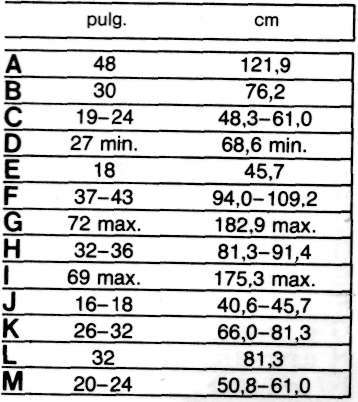 pulg. cm
A 48 121,9
B 30 76,2
C 19–24 48,3–61,0
D 27 min. 68,6 min.
E 18 45,7
F 37–43 94,0–109,2
G 72 max. 182,9 max.
H 32–36 81,3–91,4
I 69 max. 175,3 max.
J 16–18 40,6–45,7
K 26–32 66,0–81,3
L 32 81,3
M 20–24 50,8–61,0